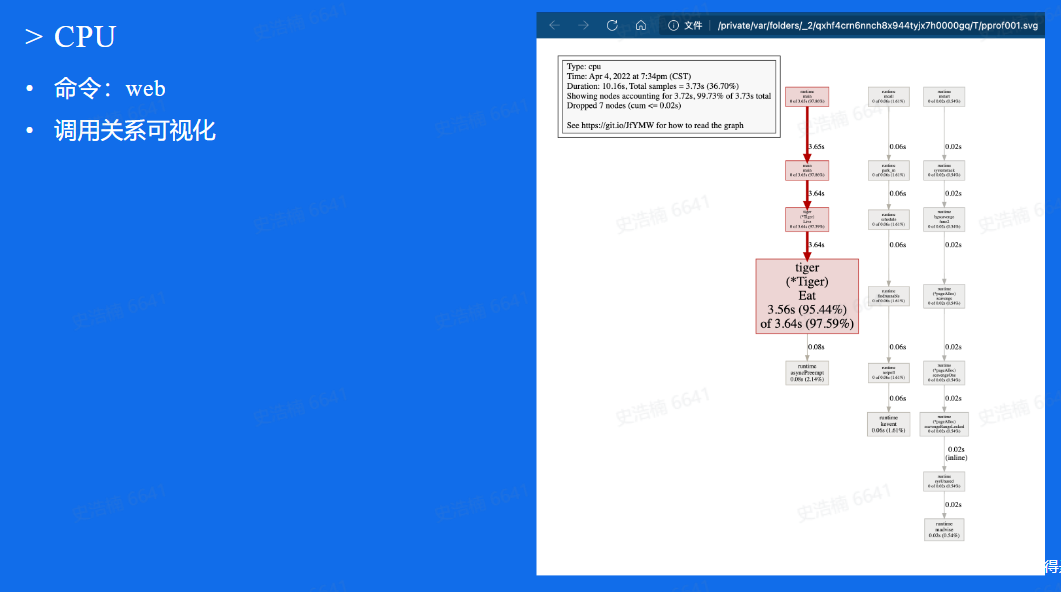 > CPU
• 命令：web
• 调用关系可视化
文件
/private/var/folders/_2/qxhf4crn6nnch8x944tyjx7h0000gq/T/pprof001.svg
Type: cpu
Time: Apr 4, 2022 at 7:34pm (CST)
Duration: 10.16s, Total samples = 3.73s (36.70%)
Showing nodes accounting for 3.72s, 99.73% of 3.73s total
Dropped 7 nodes (cum <= 0.02s)
See https://git.io/JfYMW for how to read the graph
runtime
main
0 of 3.65s (97.86%)
3.65s
main
main
0 of 3.65s (97.86%)
3.64s
tiger
(*Tiger)
Live
0 of 3.64s (97.59%)
3.64s
tiger
(*Tiger)
Eat
3.56s (95.44%)
of 3.64s (97.59%)
0.08s
runtime
asyncPreempt
0.08s (2.14%)
runtime
mcall
0 of 0.06s (1.61%)
0.06s
runtime
park_m
0 of 0.06s (1.61%)
0.06s
runtime
schedule
0 of 0.06s (1.61%)
0.06s
runtime
findrunnable
0 of 0.06s (1.61%)
0.06s
runtime
netpoll
0 of 0.06s (1.61%)
0.06s
runtime
kevent
0.06s (1.61%)
runtime
0 of 0.02s (0.54%)
0.02s
runtime
systemstack
0 of 0.02s (0.54%)
0.02s
runtime
bgscavenge
func2
0 of 0.02s (0.54%)
0.02s
runtime
(*pageAlloc)
scavenge
0 of 0.02s (0.54%)
0.02s
runtime
(*pageAlloc)
scavengeOne
0 of 0.02s (0.54%)
0.02s
runtime
(*pageAlloc)
scavengeRangeLocked
0 of 0.02s (0.54%)
0.02s
(inline)
runtime
sysUnused
0 of 0.02s (0.54%)
0.02s
runtime
madvise
0.02s (0.54%)
史浩楠 6641